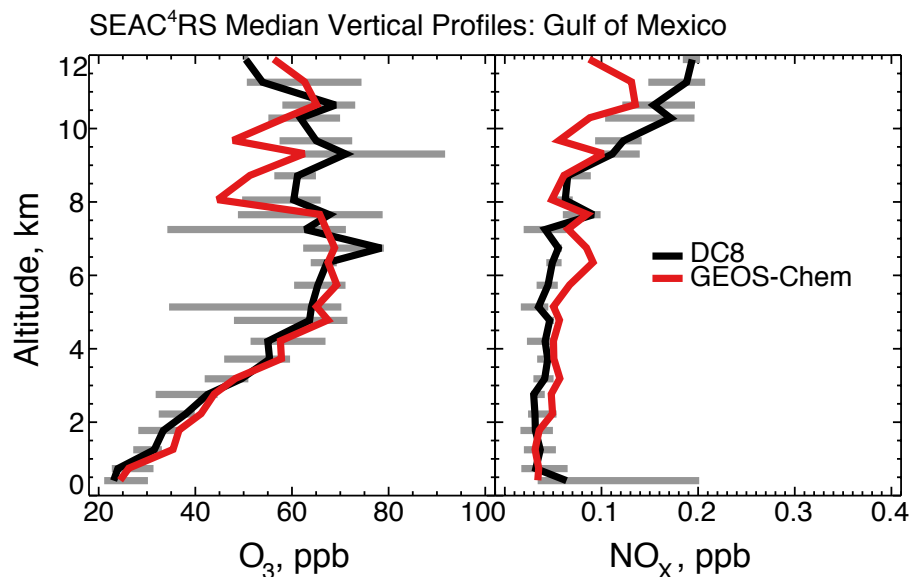 SEAC⁴RS Median Vertical Profiles: Gulf of Mexico
Altitude, km
12
10
8
6
4
2
0
DC8
GEOS-Chem
20 40 60 80 100
0.1 0.2 0.3 0.4
O₃, ppb
NOₓ, ppb